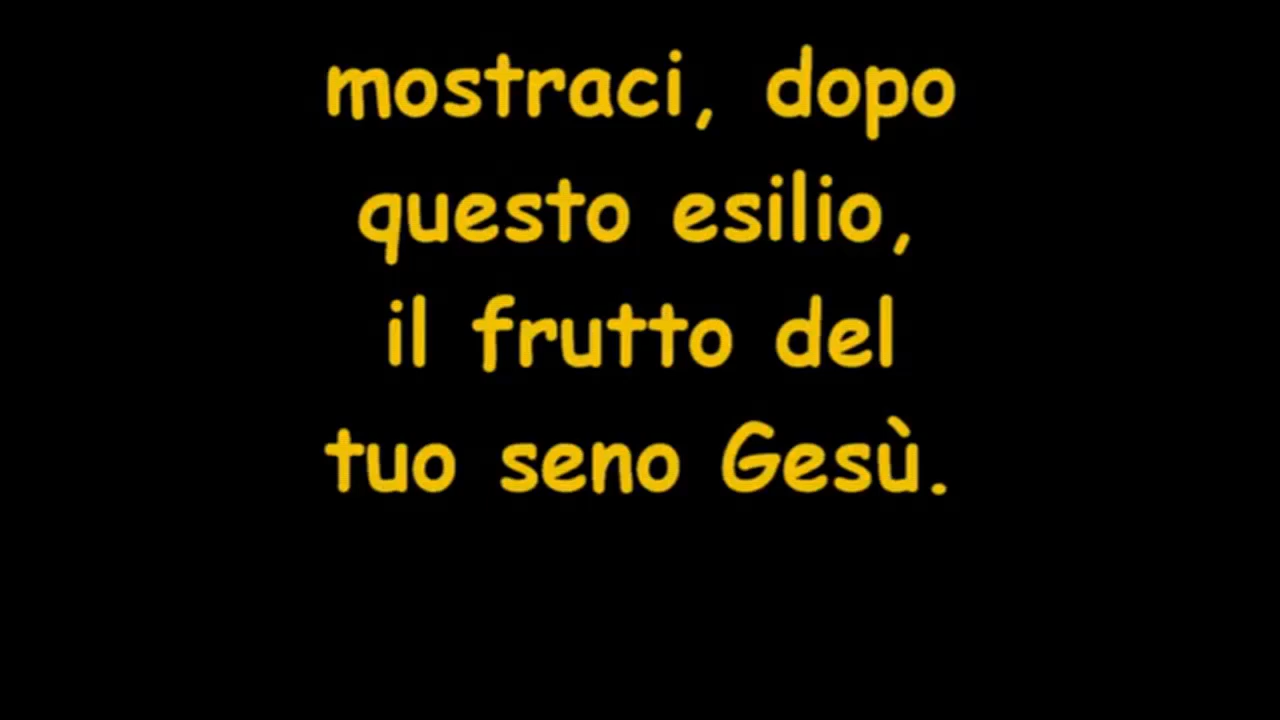 mostraci, dopo
questo esilio,
il frutto del
tuo seno Gesù.